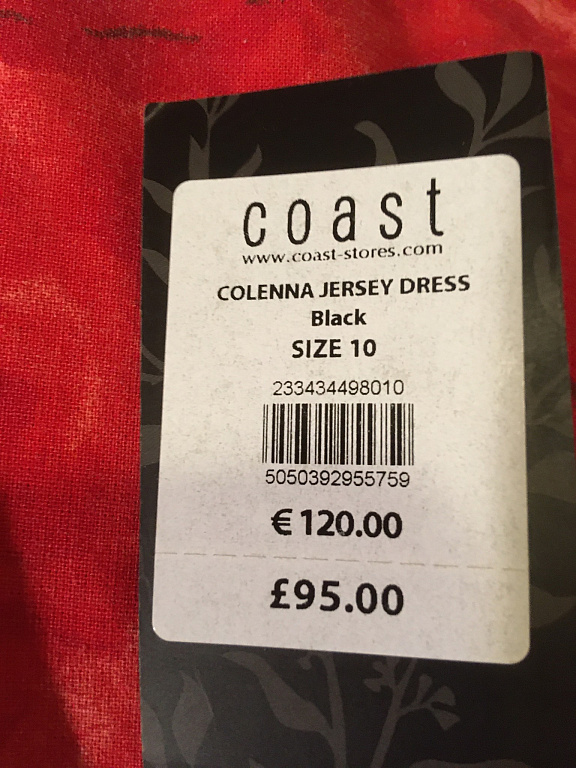 coast
www.coast-stores.com
COLENNA JERSEY DRESS
Black
SIZE 10
233434498010
5050392955759
€120.00
£95.00